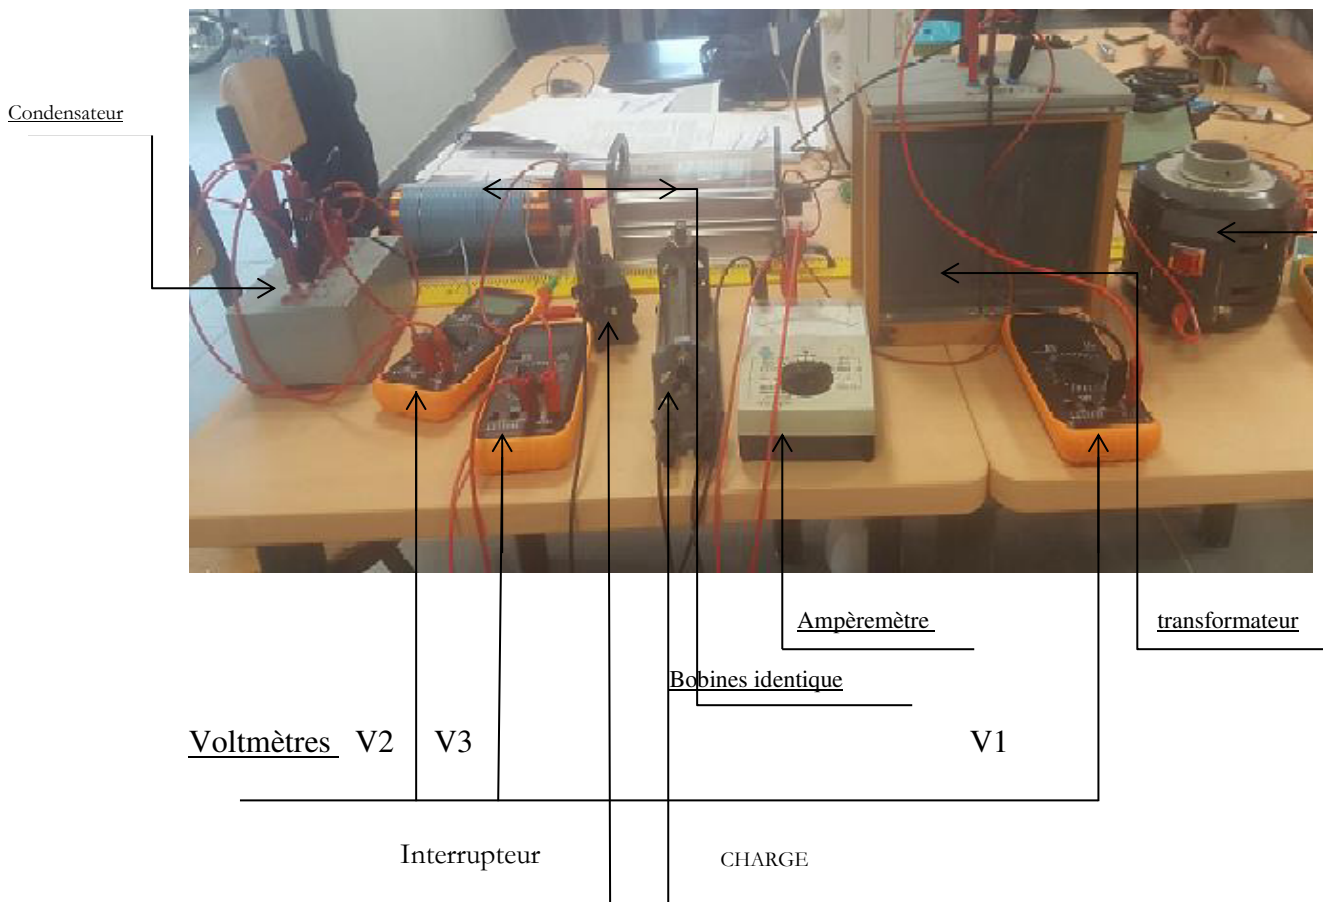 Condensateur
Ampèremètre
transformateur
Bobines identique
Voltmètres V2 V3 V1
Interrupteur
CHARGE